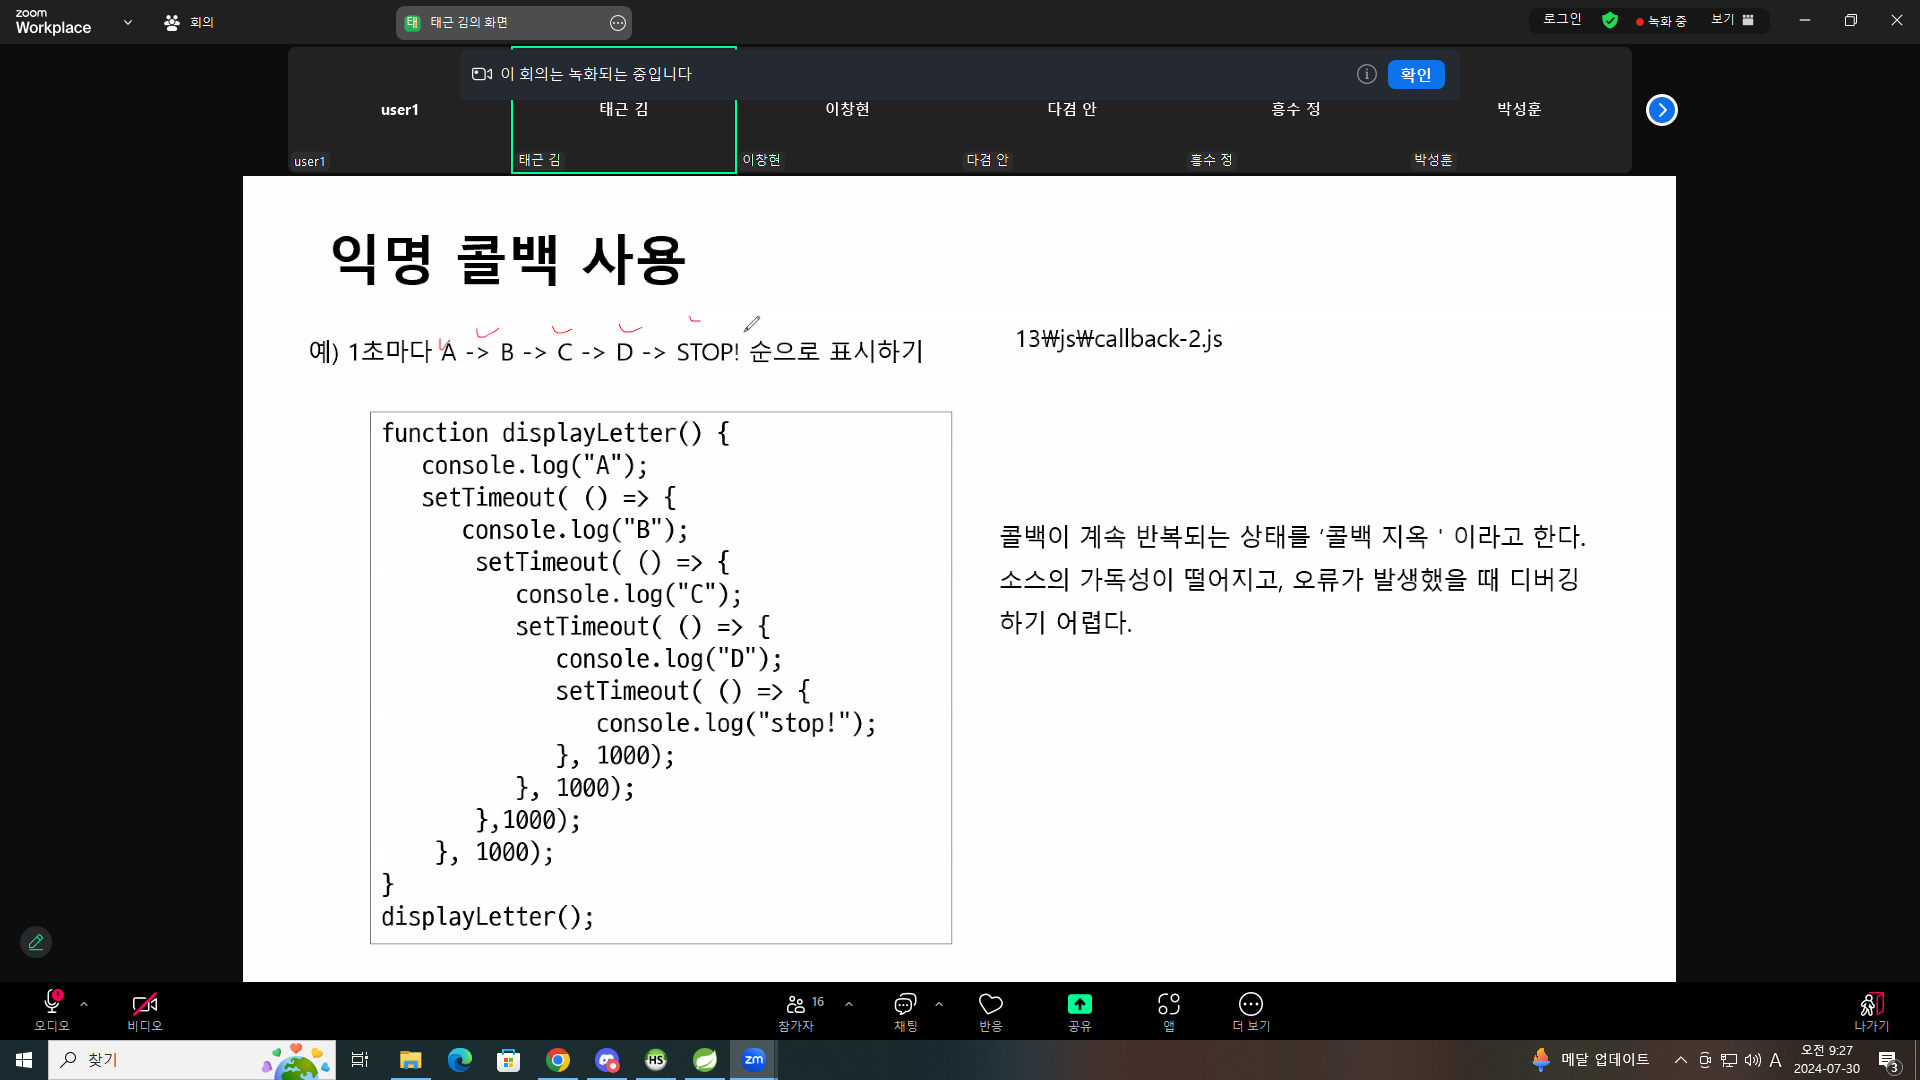 zoom
Workplace
회의
태 태근 김의 화면
로그인
녹화 중
보기
이 회의는 녹화되는 중입니다
확인
user1
태근 김
이창현
다겸 안
흥수 정
박성훈
user1
태근 김
이창현
다겸 안
흥수 정
박성훈
익명 콜백 사용
예) 1초마다 A -> B -> C -> D -> STOP! 순으로 표시하기
13₩js₩callback-2.js
function displayLetter() {
console.log("A");
setTimeout( () => {
console.log("B");
setTimeout( () => {
console.log("C");
setTimeout( () => {
console.log("D");
setTimeout( () => {
console.log("stop!");
}, 1000);
}, 1000);
},1000);
}, 1000);
}
displayLetter();
콜백이 계속 반복되는 상태를 ‘콜백 지옥 ' 이라고 한다.
소스의 가독성이 떨어지고, 오류가 발생했을 때 디버깅
하기 어렵다.
오디오
비디오
16
참가자
채팅
반응
공유
앱
더 보기
나가기
찾기
HS
zm
메달 업데이트
A
오전 9:27
2024-07-30
3